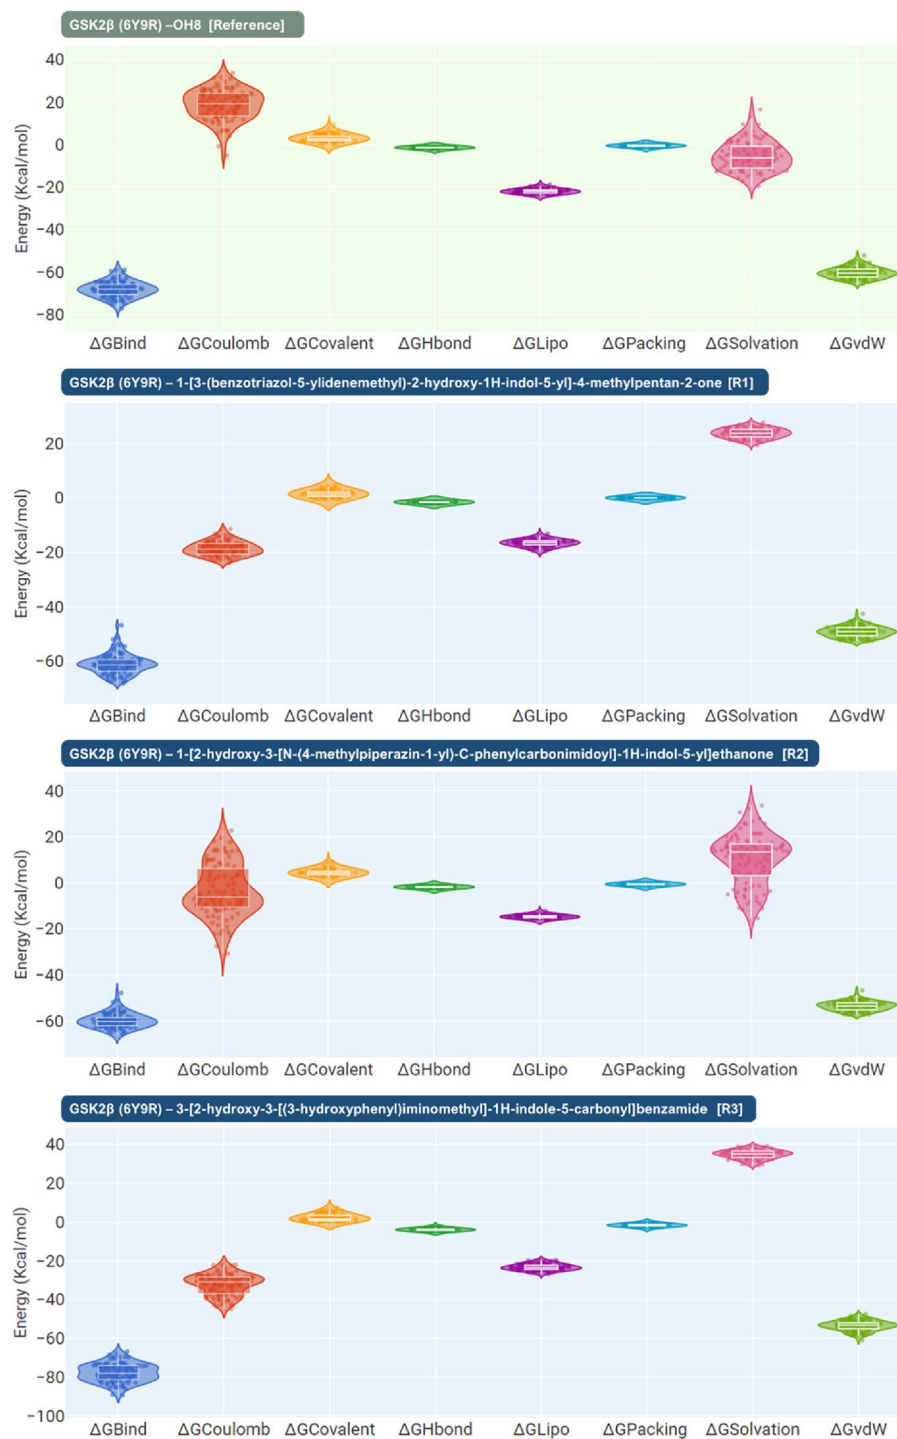 GSK2β (6Y9R) –OH8 [Reference]
40
20
0
−20
−40
−60
−80
Energy (Kcal/mol)
ΔGBind ΔGCoulomb ΔGCovalent ΔGHbond ΔGLipo ΔGPacking ΔGSolvation ΔGvdW
GSK2β (6Y9R) – 1-[3-(benzotriazol-5-ylidenemethyl)-2-hydroxy-1H-indol-5-yl]-4-methylpentan-2-one [R1]
20
0
−20
−40
−60
Energy (Kcal/mol)
ΔGBind ΔGCoulomb ΔGCovalent ΔGHbond ΔGLipo ΔGPacking ΔGSolvation ΔGvdW
GSK2β (6Y9R) – 1-[2-hydroxy-3-[N-(4-methylpiperazin-1-yl)-C-phenylcarbonimidoyl]-1H-indol-5-yl]ethanone [R2]
40
20
0
−20
−40
−60
Energy (Kcal/mol)
ΔGBind ΔGCoulomb ΔGCovalent ΔGHbond ΔGLipo ΔGPacking ΔGSolvation ΔGvdW
GSK2β (6Y9R) – 3-[2-hydroxy-3-[(3-hydroxyphenyl)iminomethyl]-1H-indole-5-carbonyl]benzamide [R3]
40
20
0
−20
−40
−60
−80
−100
Energy (Kcal/mol)
ΔGBind ΔGCoulomb ΔGCovalent ΔGHbond ΔGLipo ΔGPacking ΔGSolvation ΔGvdW